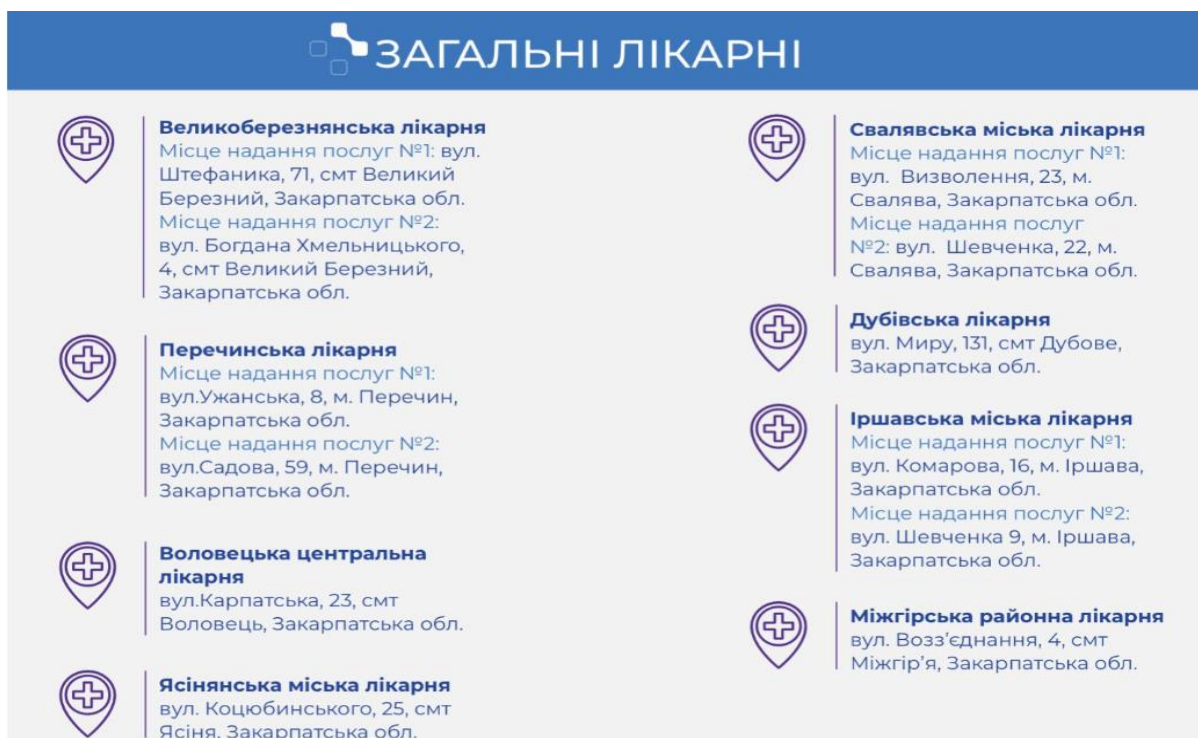 ЗАГАЛЬНІ ЛІКАРНІ
Великоберезнянська лікарня
Місце надання послуг №1: вул.
Штефаника, 71, смт Великий
Березний, Закарпатська обл.
Місце надання послуг №2:
вул. Богдана Хмельницького,
4, смт Великий Березний,
Закарпатська обл.
Перечинська лікарня
Місце надання послуг №1:
вул.Ужанська, 8, м. Перечин,
Закарпатська обл.
Місце надання послуг №2:
вул.Садова, 59, м. Перечин,
Закарпатська обл.
Воловецька центральна
лікарня
вул.Карпатська, 23, смт
Воловець, Закарпатська обл.
Ясінянська міська лікарня
вул. Коцюбинського, 25, смт
Ясіня, Закарпатська обл.
Свалявська міська лікарня
Місце надання послуг №1:
вул. Визволення, 23, м.
Свалява, Закарпатська обл.
Місце надання послуг
№2: вул. Шевченка, 22, м.
Свалява, Закарпатська обл.
Дубівська лікарня
вул. Миру, 131, смт Дубове,
Закарпатська обл.
Іршавська міська лікарня
Місце надання послуг №1:
вул. Комарова, 16, м. Іршава,
Закарпатська обл.
Місце надання послуг №2:
вул. Шевченка 9, м. Іршава,
Закарпатська обл.
Міжгірська районна лікарня
вул. Возз’єднання, 4, смт
Міжгір’я, Закарпатська обл.